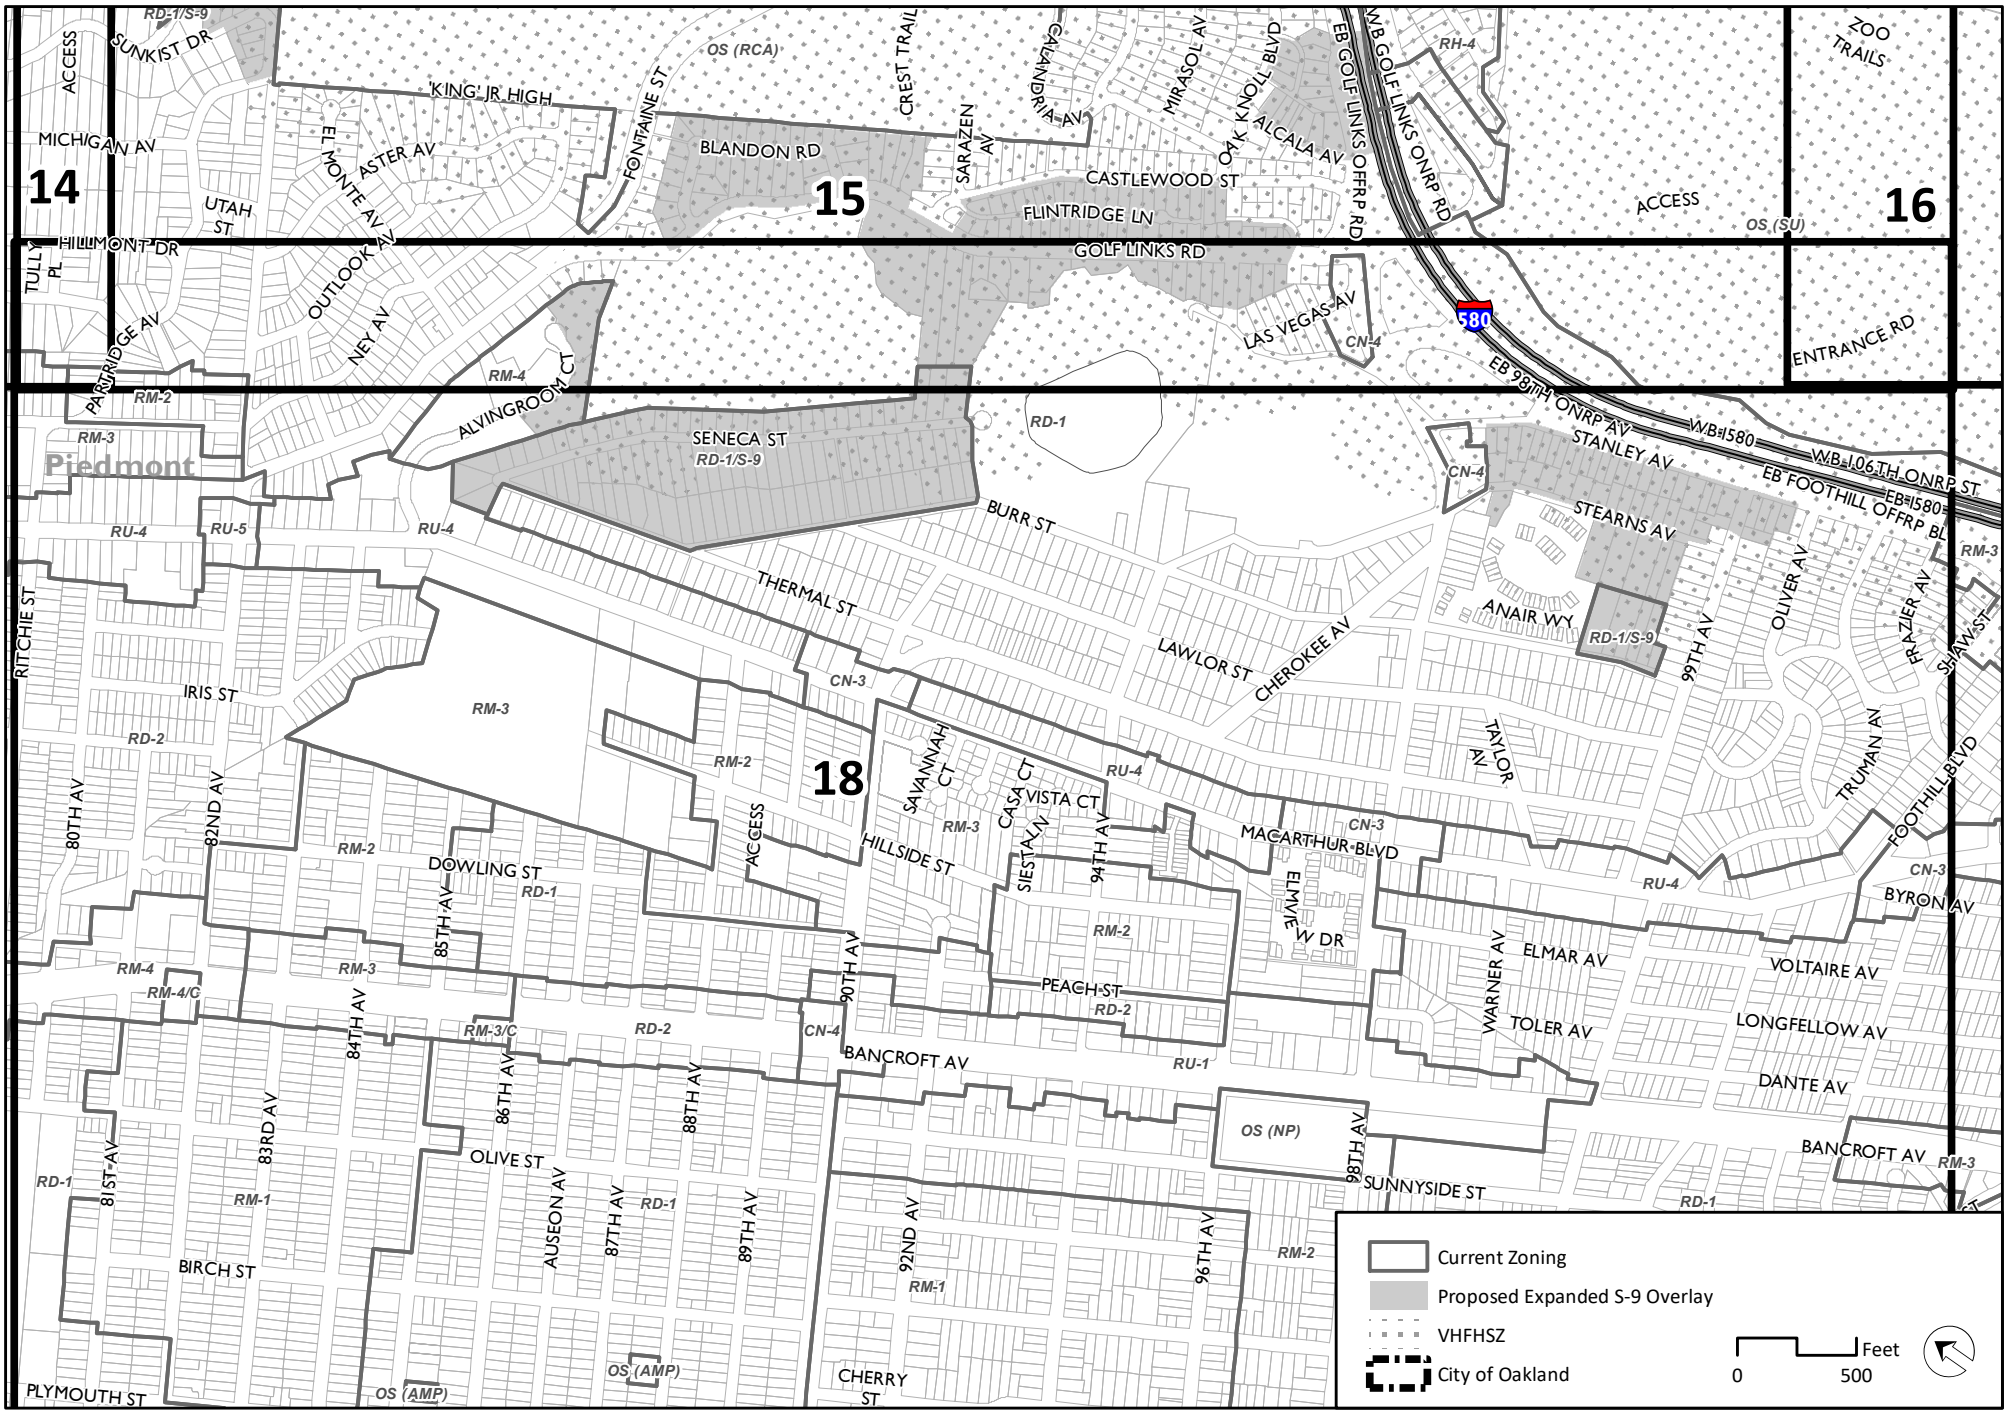 RD-1/S-9
SUNKIST DR
ACCESS
'KING' JR HIGH
FONTAINE ST
OS (RCA)
CREST TRAIL
CALANDRIA AV
MIRASOL AV
OAK KNOLL BLVD
EB GOLF LINKS OFFRP RD
WB GOLF LINKS ONRP RD
RH-4
ZOO
TRAILS
MICHIGAN AV
EL MONTE AV
ASTER AV
BLANDON RD
SARAZEN
AV
ALCALA AV
CASTLEWOOD ST
14
15
16
UTAH
ST
FLINTRIDGE LN
ACCESS
OS (SU)
TULLY
PL
HILLMONT DR
OUTLOOK AV
GOLF LINKS RD
NEY AV
LAS VEGAS AV
CN-4
580
ENTRANCE RD
PARTRIDGE AV
RM-2
RM-4
ALVINGROOM CT
EB 98TH ONRP AV
RD-1
RM-3
Piedmont
SENECA ST
RD-1/S-9
CN-4
STANLEY AV
WB I580
WB 106TH ONRP ST
EB FOOTHILL OFFRP BL
EB I580
STEARNS AV
BURR ST
RU-4
RU-5
RU-4
RM-3
RITCHIE ST
THERMAL ST
ANAIR WY
RD-1/S-9
OLIVER AV
FRAZIER AV
SHAW ST
99TH AV
LAWLOR ST
CHEROKEE AV
IRIS ST
CN-3
RM-3
RD-2
SAVANNAH
CT
TAYLOR
AV
TRUMAN AV
FOOTHILL BLVD
RM-2
18
CASA CT
VISTA CT
RU-4
80TH AV
82ND AV
ACCESS
RM-3
SIESTA LN
94TH AV
MACARTHUR BLVD
CN-3
RM-2
DOWLING ST
RD-1
HILLSIDE ST
ELMVIEW DR
RU-4
CN-3
BYRON AV
85TH AV
RM-2
WARNER AV
ELMAR AV
VOLTAIRE AV
RM-4
RM-4/C
RM-3
90TH AV
PEACH ST
RD-2
84TH AV
RM-3/C
RD-2
CN-4
BANCROFT AV
RU-1
TOLER AV
LONGFELLOW AV
DANTE AV
86TH AV
88TH AV
83RD AV
81ST AV
OS (NP)
98TH AV
BANCROFT AV
RM-3
RD-1
RM-1
OLIVE ST
AUSEON AV
87TH AV
RD-1
89TH AV
92ND AV
SUNNYSIDE ST
RD-1
ST
96TH AV
RM-2
BIRCH ST
RM-1
PLYMOUTH ST
OS (AMP)
OS (AMP)
CHERRY
ST
Current Zoning
Proposed Expanded S-9 Overlay
VHFHSZ
City of Oakland
Feet
0 500